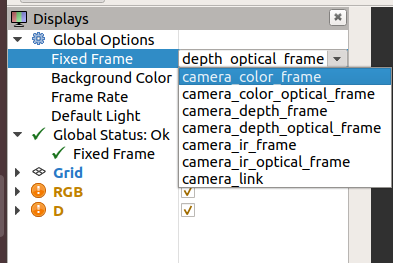 Displays
Global Options
Fixed Frame depth_optical_frame
Background Color camera_color_frame
Frame Rate camera_color_optical_frame
Default Light camera_depth_frame
Global Status: Ok camera_depth_optical_frame
Fixed Frame camera_ir_frame
Grid camera_ir_optical_frame
RGB camera_link
D